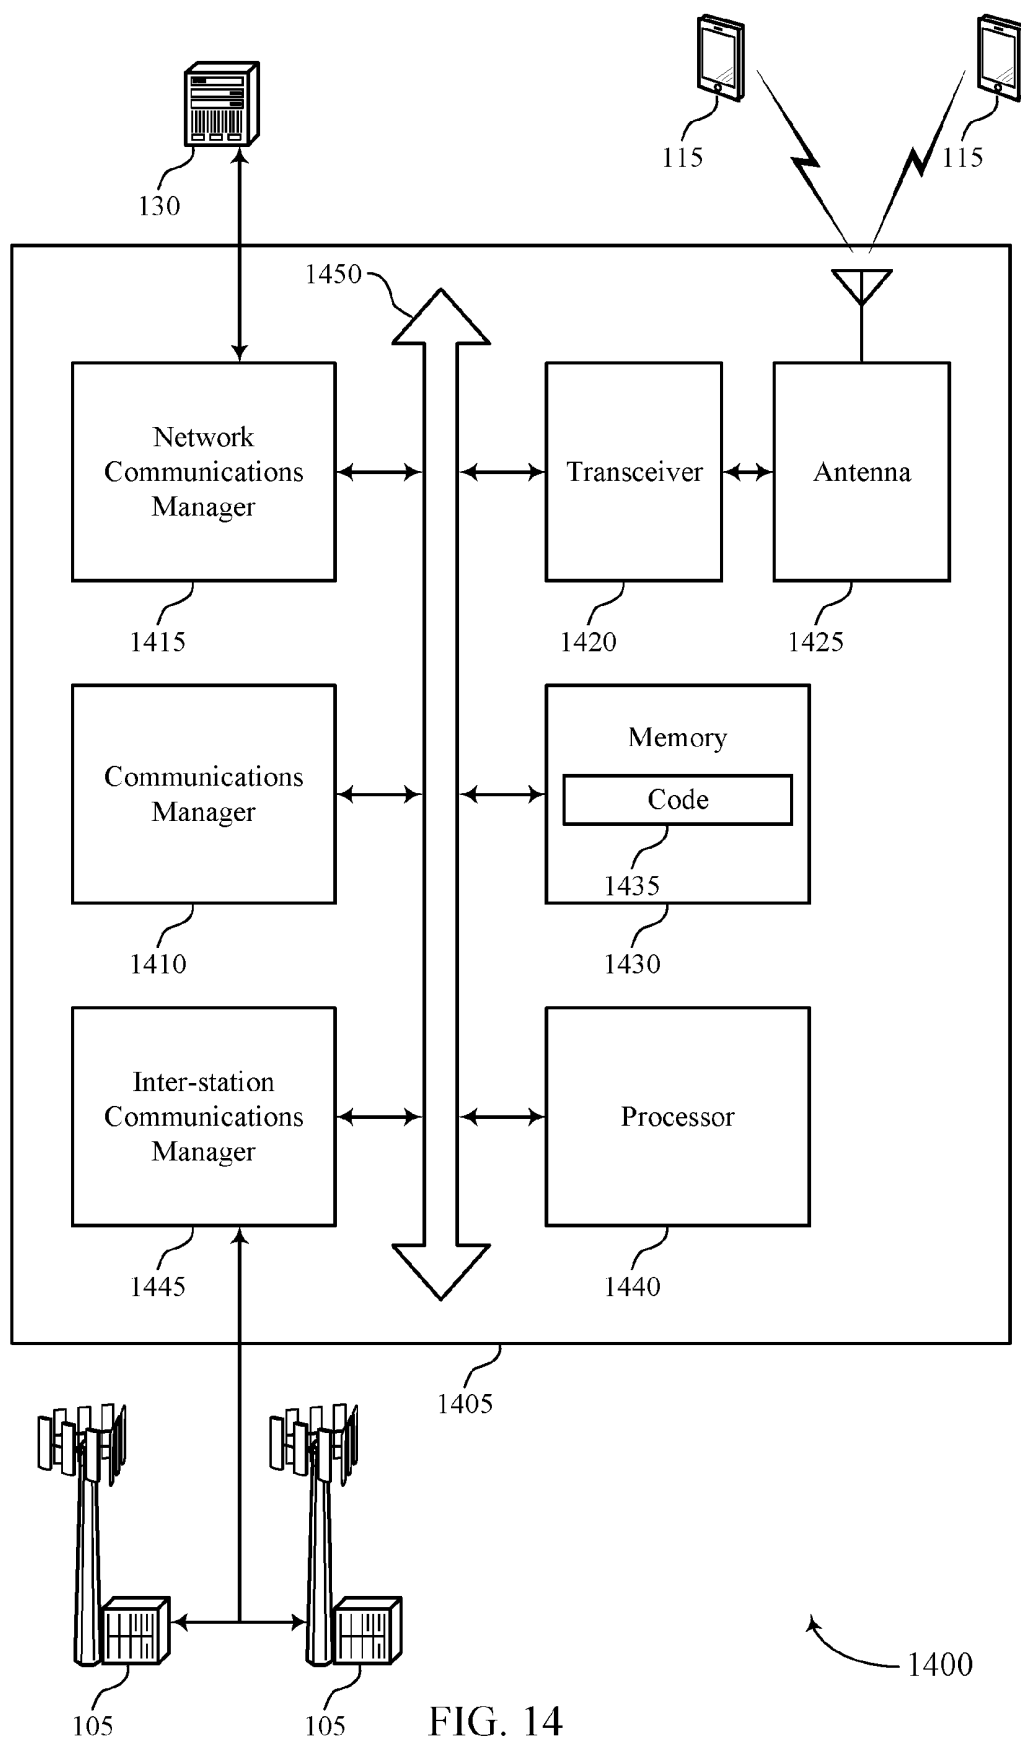 115
115
130
1450
Network
Communications
Manager
Transceiver
Antenna
1415
1420
1425
Communications
Manager
Memory
Code
1435
1410
1430
Inter-station
Communications
Manager
Processor
1445
1440
1405
1400
105
105
FIG. 14